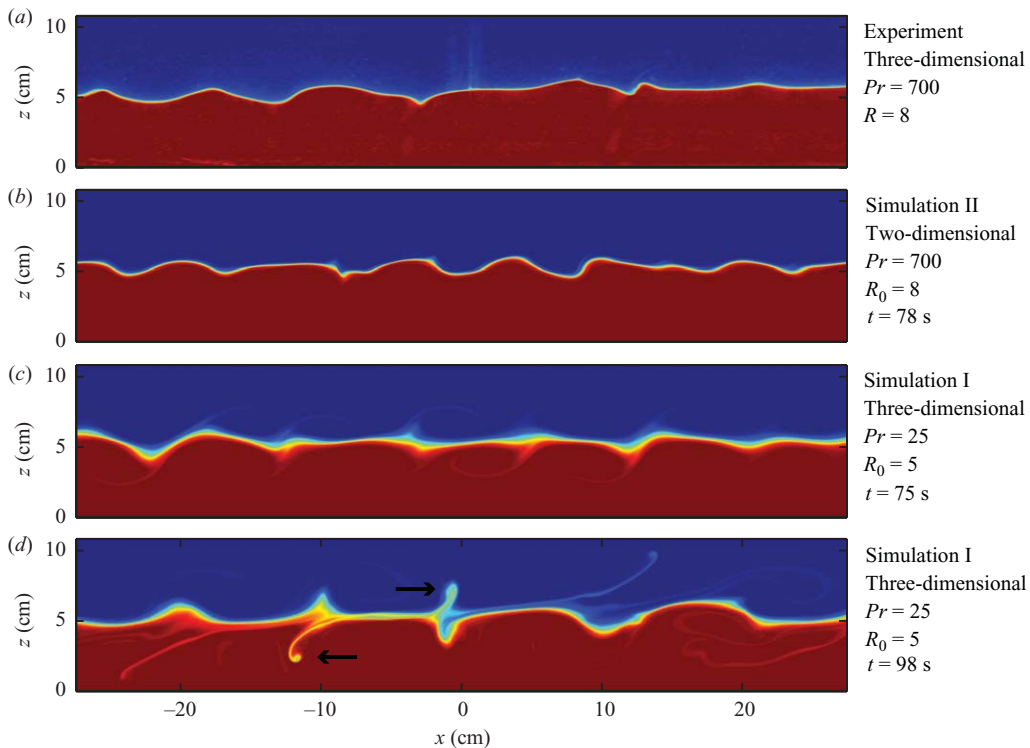 (a)
10
5
0
z (cm)
Experiment
Three-dimensional
Pr = 700
R = 8
(b)
10
5
0
z (cm)
Simulation II
Two-dimensional
Pr = 700
R₀ = 8
t = 78 s
(c)
10
5
0
z (cm)
Simulation I
Three-dimensional
Pr = 25
R₀ = 5
t = 75 s
(d)
10
5
0
z (cm)
Simulation I
Three-dimensional
Pr = 25
R₀ = 5
t = 98 s
–20 –10 0 10 20
x (cm)